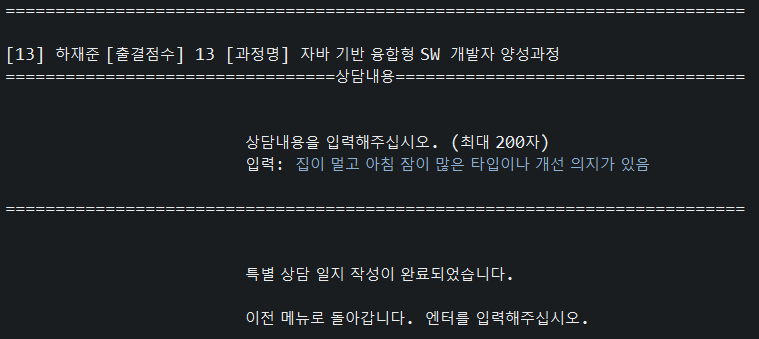 ==========================================================================
[13] 하재준 [출결점수] 13 [과정명] 자바 기반 융합형 SW 개발자 양성과정
=================================상담내용===================================
상담내용을 입력해주십시오. (최대 200자)
입력: 집이 멀고 아침 잠이 많은 타입이나 개선 의지가 있음
==========================================================================
특별 상담 일지 작성이 완료되었습니다.
이전 메뉴로 돌아갑니다. 엔터를 입력해주십시오.